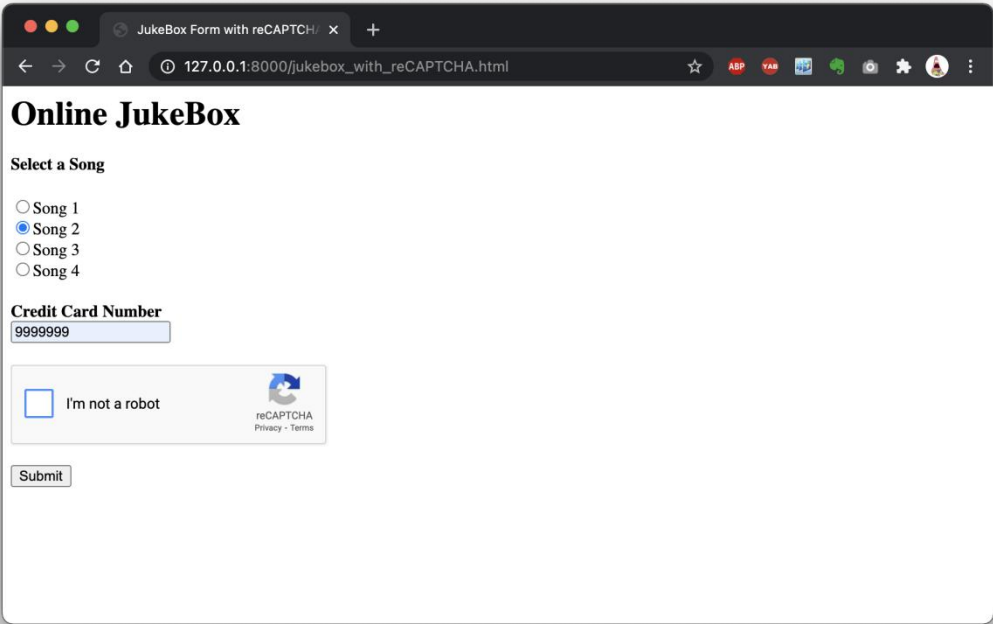 JukeBox Form with reCAPTCH
127.0.0.1:8000/jukebox_with_reCAPTCHA.html
ABP
YAB
Online JukeBox
Select a Song
Song 1
Song 2
Song 3
Song 4
Credit Card Number
9999999
I'm not a robot
reCAPTCHA
Privacy - Terms
Submit